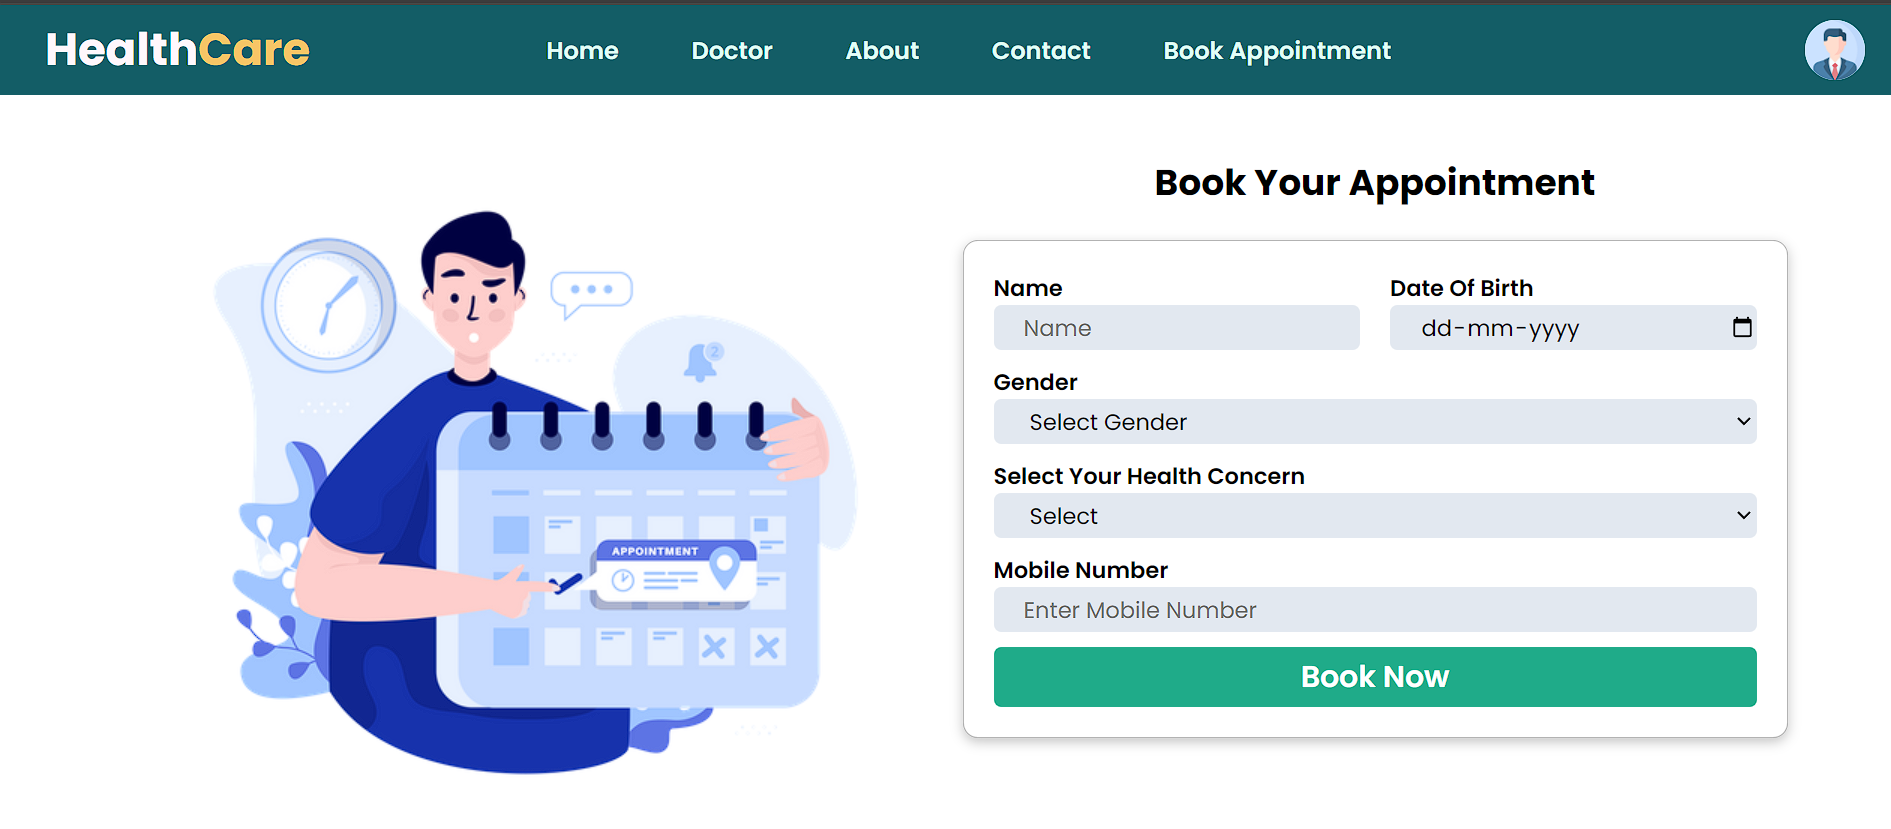 HealthCare
Home Doctor About Contact Book Appointment
Book Your Appointment
Name
Name
Date Of Birth
dd-mm-yyyy
Gender
Select Gender
Select Your Health Concern
Select
Mobile Number
Enter Mobile Number
Book Now
2
APPOINTMENT